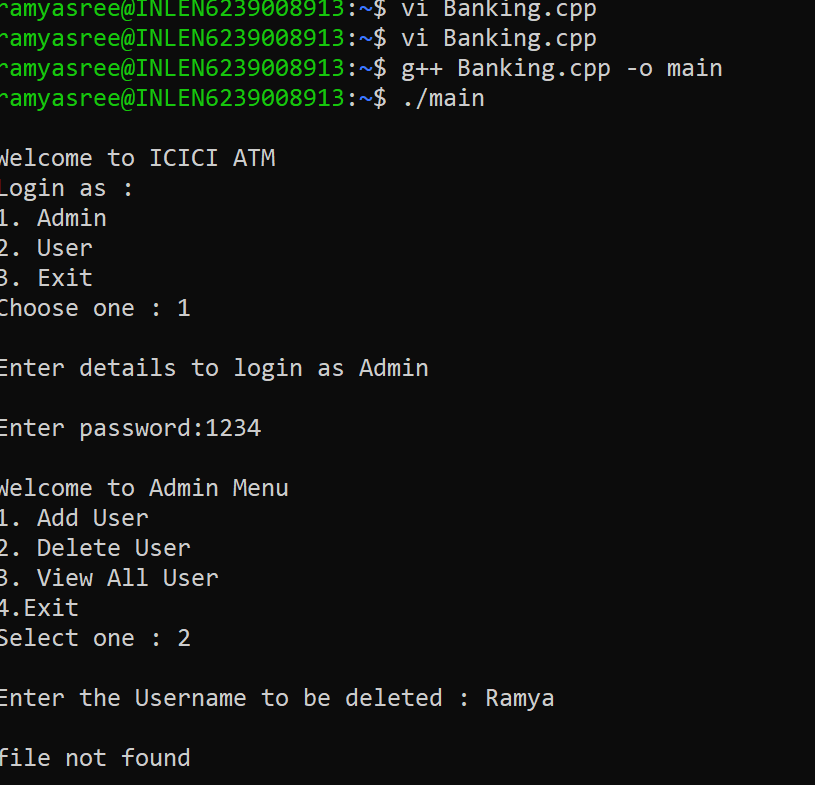 ramyasree@INLEN6239008913:~$ vi Banking.cpp
ramyasree@INLEN6239008913:~$ vi Banking.cpp
ramyasree@INLEN6239008913:~$ g++ Banking.cpp -o main
ramyasree@INLEN6239008913:~$ ./main
Welcome to ICICI ATM
Login as :
1. Admin
2. User
3. Exit
Choose one : 1
Enter details to login as Admin
Enter password:1234
Welcome to Admin Menu
1. Add User
2. Delete User
3. View All User
4.Exit
Select one : 2
Enter the Username to be deleted : Ramya
file not found